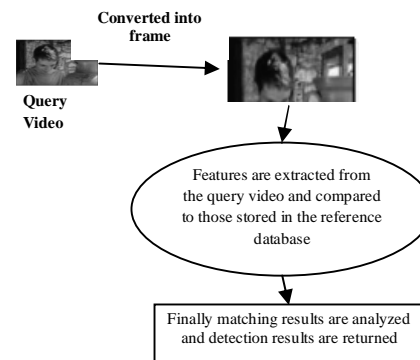 Converted into
frame
Query
Video
Features are extracted from
the query video and compared
to those stored in the reference
database
Finally matching results are analyzed
and detection results are returned